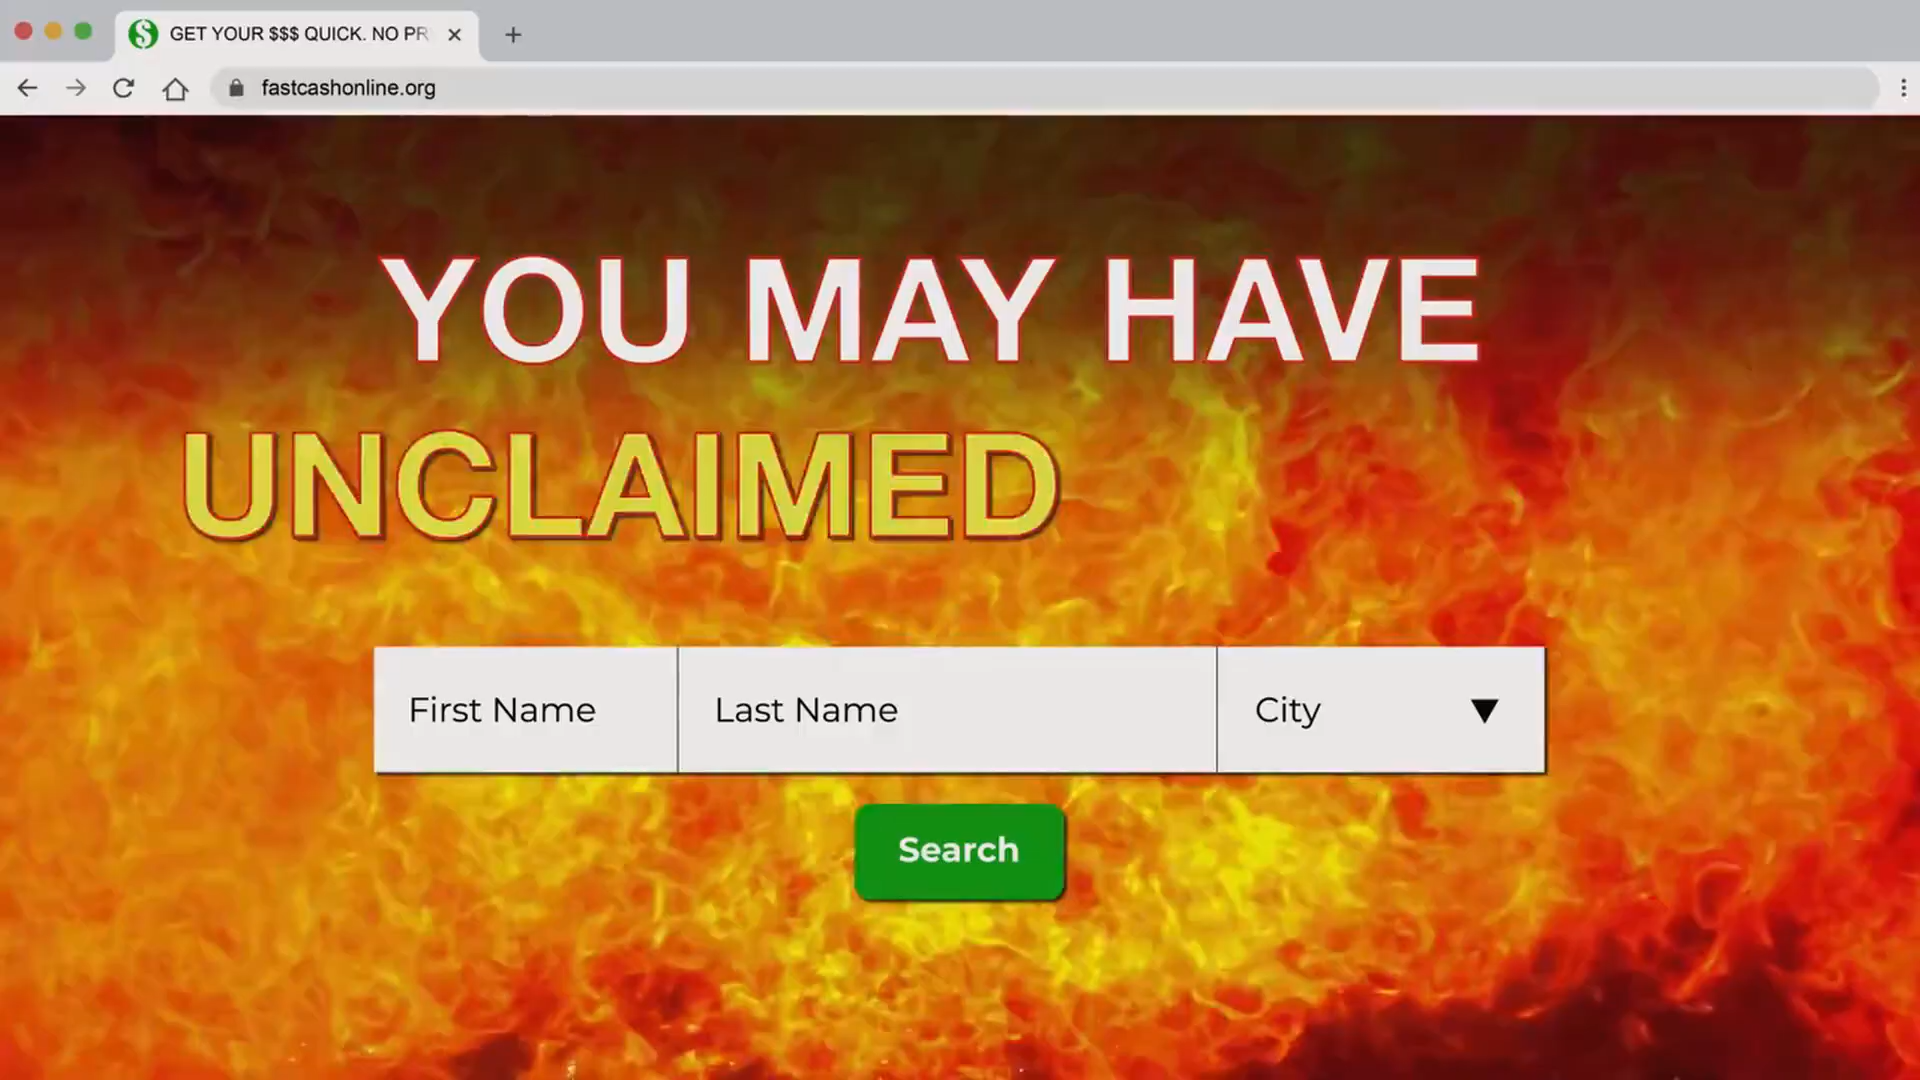 GET YOUR $$$ QUICK. NO PR
fastcashonline.org
YOU MAY HAVE
UNCLAIMED
First Name
Last Name
City
Search